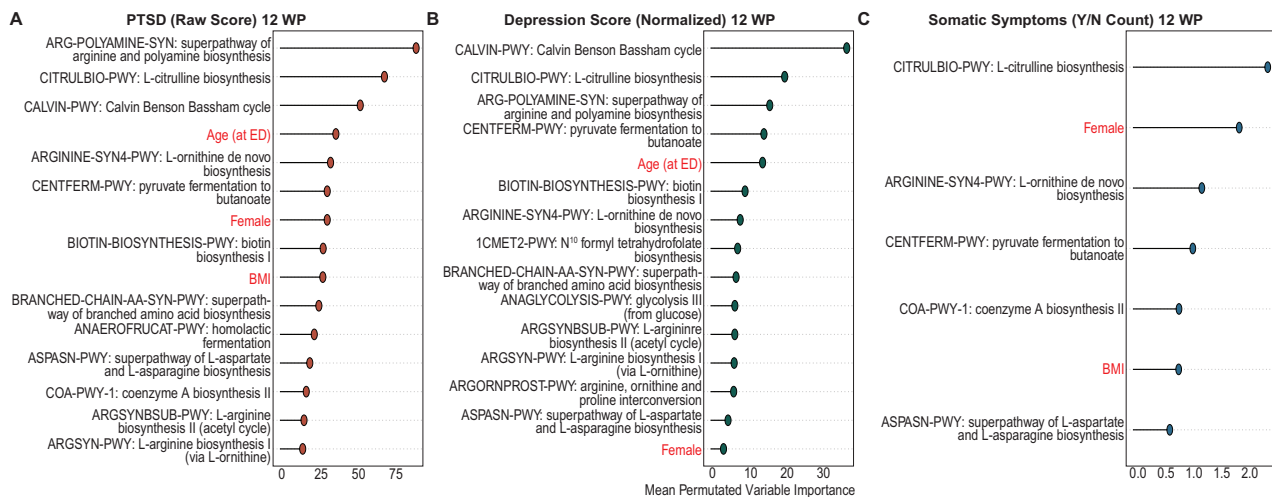 A
PTSD (Raw Score) 12 WP
ARG-POLYAMINE-SYN: superpathway of
arginine and polyamine biosynthesis
CITRULBIO-PWY: L-citrulline biosynthesis
CALVIN-PWY: Calvin Benson Bassham cycle
Age (at ED)
ARGININE-SYN4-PWY: L-ornithine de novo
biosynthesis
CENTFERM-PWY: pyruvate fermentation to
butanoate
Female
BIOTIN-BIOSYNTHESIS-PWY: biotin
biosynthesis I
BMI
BRANCHED-CHAIN-AA-SYN-PWY: superpath-
way of branched amino acid biosynthesis
ANAEROFRUCAT-PWY: homolactic
fermentation
ASPASN-PWY: superpathway of L-aspartate
and L-asparagine biosynthesis
COA-PWY-1: coenzyme A biosynthesis II
ARGSYNBSUB-PWY: L-arginine
biosynthesis II (acetyl cycle)
ARGSYN-PWY: L-arginine biosynthesis I
(via L-ornithine)
0 25 50 75
B
Depression Score (Normalized) 12 WP
CALVIN-PWY: Calvin Benson Bassham cycle
CITRULBIO-PWY: L-citrulline biosynthesis
ARG-POLYAMINE-SYN: superpathway of
arginine and polyamine biosynthesis
CENTFERM-PWY: pyruvate fermentation to
butanoate
Age (at ED)
BIOTIN-BIOSYNTHESIS-PWY: biotin
biosynthesis I
ARGININE-SYN4-PWY: L-ornithine de novo
biosynthesis
1CMET2-PWY: N¹⁰ formyl tetrahydrofolate
biosynthesis
BRANCHED-CHAIN-AA-SYN-PWY: superpath-
way of branched amino acid biosynthesis
ANAGLYCOLYSIS-PWY: glycolysis III
(from glucose)
ARGSYNBSUB-PWY: L-argininre
biosynthesis II (acetyl cycle)
ARGSYN-PWY: L-arginine biosynthesis I
(via L-ornithine)
ARGORNPROST-PWY: arginine, ornithine and
proline interconversion
ASPASN-PWY: superpathway of L-aspartate
and L-asparagine biosynthesis
Female
0 10 20 30
Mean Permutated Variable Importance
C
Somatic Symptoms (Y/N Count) 12 WP
CITRULBIO-PWY: L-citrulline biosynthesis
Female
ARGININE-SYN4-PWY: L-ornithine de novo
biosynthesis
CENTFERM-PWY: pyruvate fermentation to
butanoate
COA-PWY-1: coenzyme A biosynthesis II
BMI
ASPASN-PWY: superpathway of L-aspartate
and L-asparagine biosynthesis
0.0 0.5 1.0 1.5 2.0